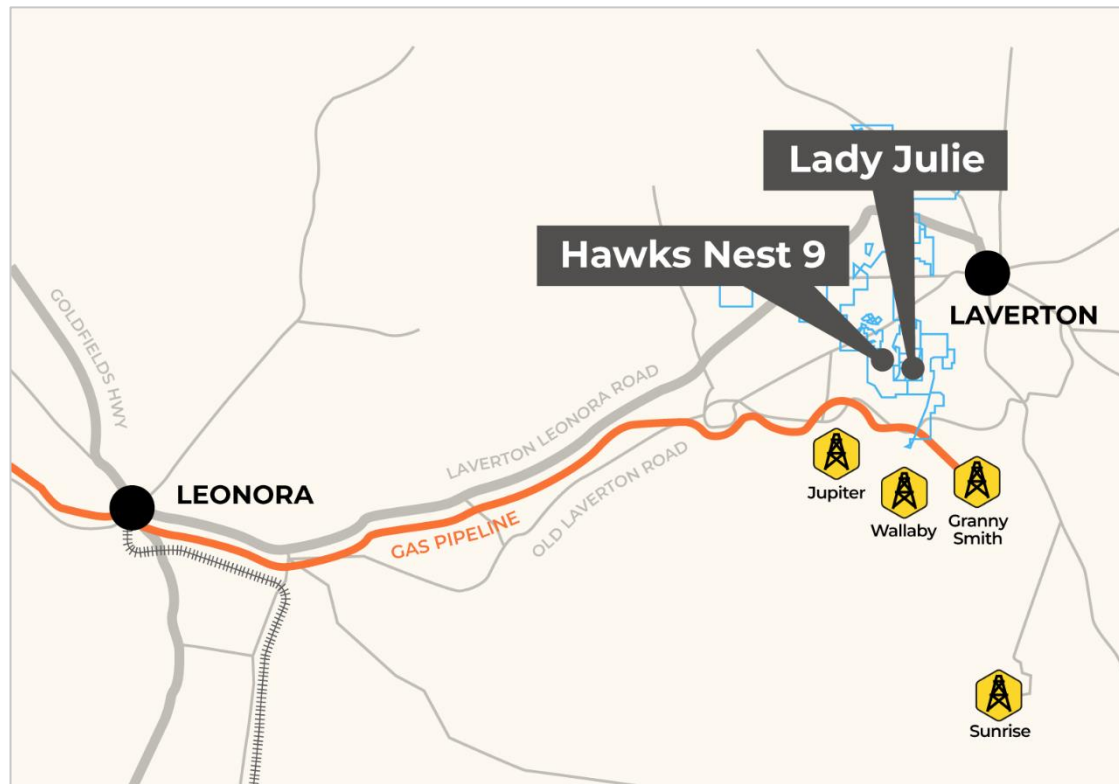 Lady Julie
Hawks Nest 9
LAVERTON
GOLDFIELDS HWY
LAVERTON LEONORA ROAD
LEONORA
GAS PIPELINE
OLD LAVERTON ROAD
Jupiter
Wallaby
Granny
Smith
Sunrise